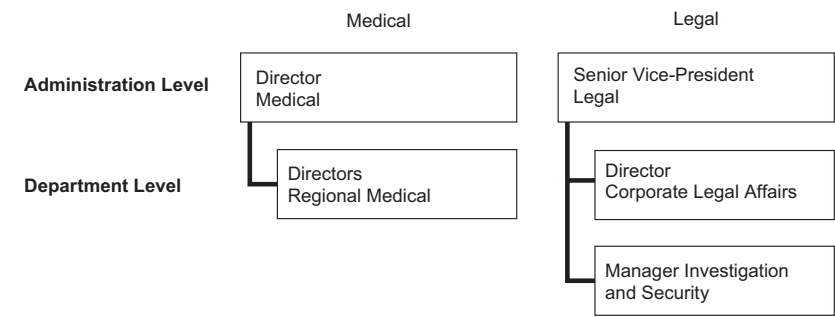 Medical
Legal
Administration Level
Director
Medical
Senior Vice-President
Legal
Department Level
Directors
Regional Medical
Director
Corporate Legal Affairs
Manager Investigation
and Security